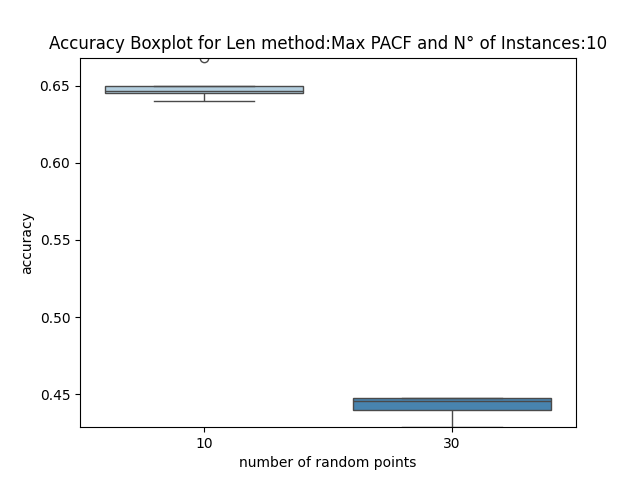 Accuracy Boxplot for Len method:Max PACF and N° of Instances:10
0.65
0.60
0.55
0.50
0.45
accuracy
10 30
number of random points